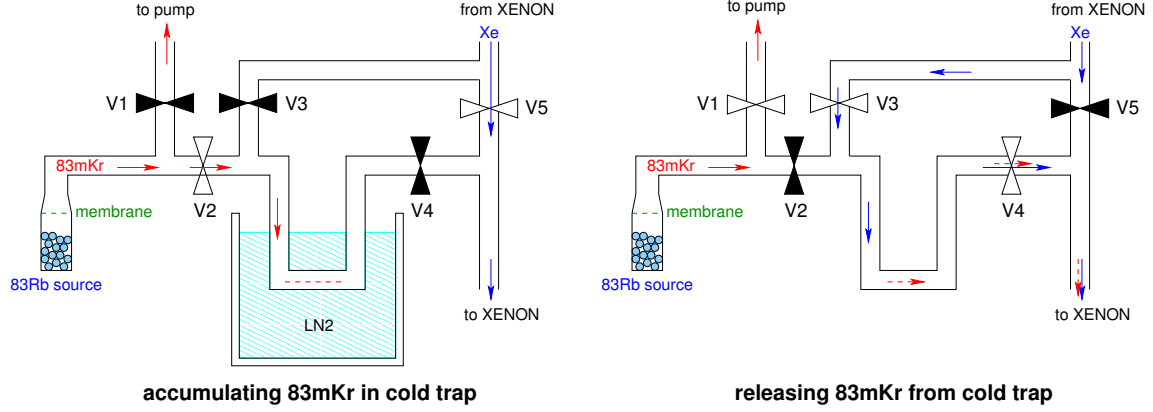 to pump
from XENON
Xe
V1
V3
V5
83mKr
V2
V4
membrane
83Rb source
LN2
to XENON
accumulating 83mKr in cold trap
to pump
from XENON
Xe
V1
V3
V5
83mKr
V2
V4
membrane
83Rb source
to XENON
releasing 83mKr from cold trap